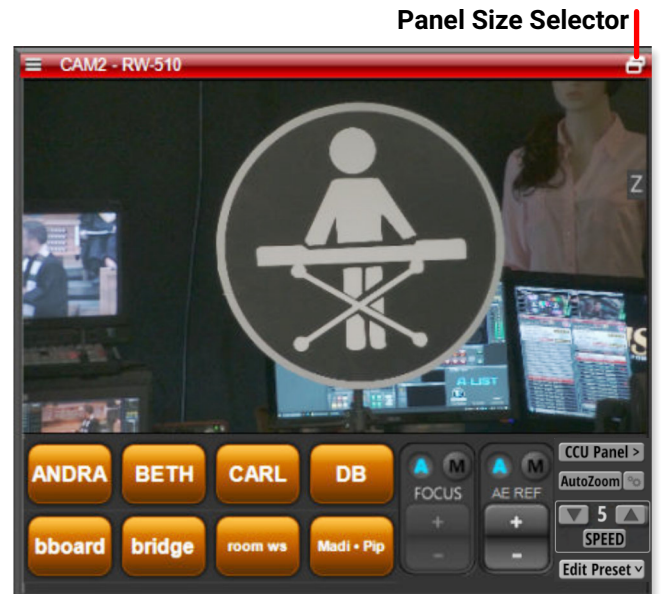 Panel Size Selector
CAM2 - RW-510
Z
A LIST
ANDRA BETH CARL DB
A M A M
FOCUS AE REF
CCU Panel >
AutoZoom
5
SPEED
bboard bridge room ws Madi • Pip
+ +
- -
Edit Preset